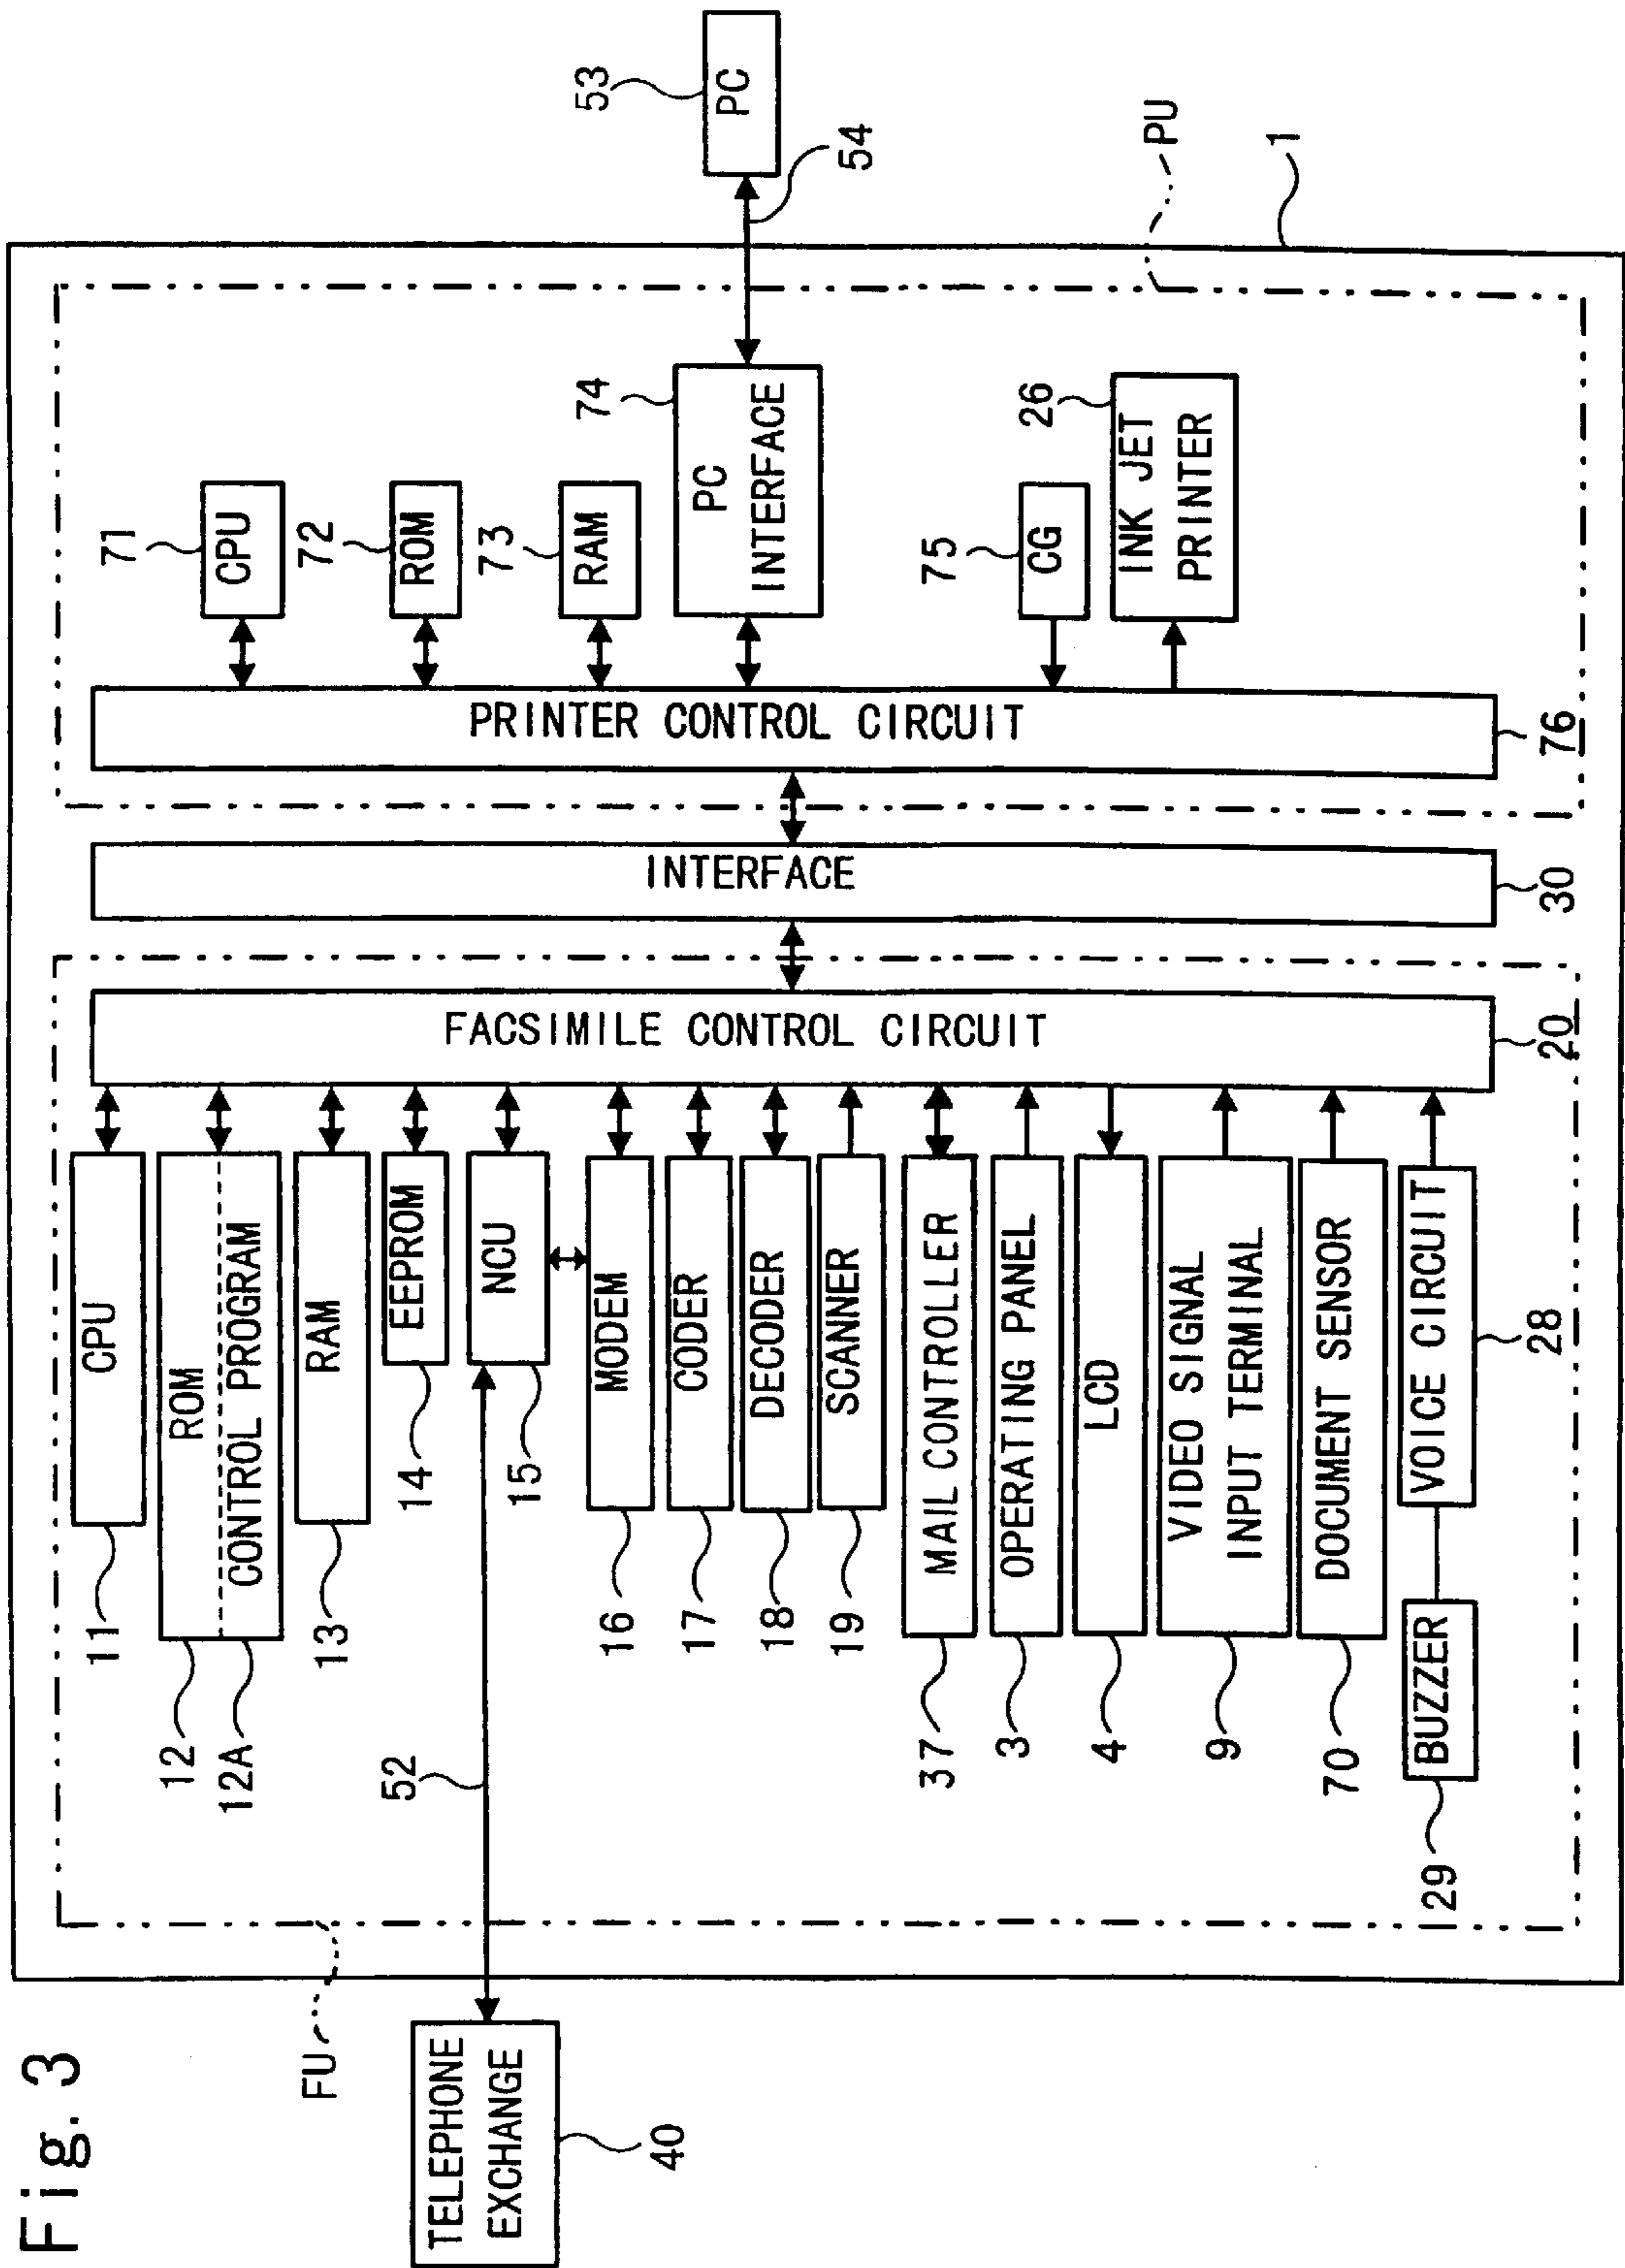 Fig. 3
FU
TELEPHONE
EXCHANGE
40
52
11
CPU
12
ROM
12A
CONTROL PROGRAM
13
RAM
14
EEPROM
15
NCU
16
MODEM
17
CODER
18
DECODER
19
SCANNER
37
MAIL CONTROLLER
3
OPERATING PANEL
4
LCD
9
VIDEO SIGNAL
INPUT TERMINAL
70
DOCUMENT SENSOR
28
VOICE CIRCUIT
29
BUZZER
FACSIMILE CONTROL CIRCUIT
20
INTERFACE
30
PRINTER CONTROL CIRCUIT
76
71
CPU
72
ROM
73
RAM
74
PC
INTERFACE
75
CG
26
INK JET
PRINTER
53
PC
54
PU
1